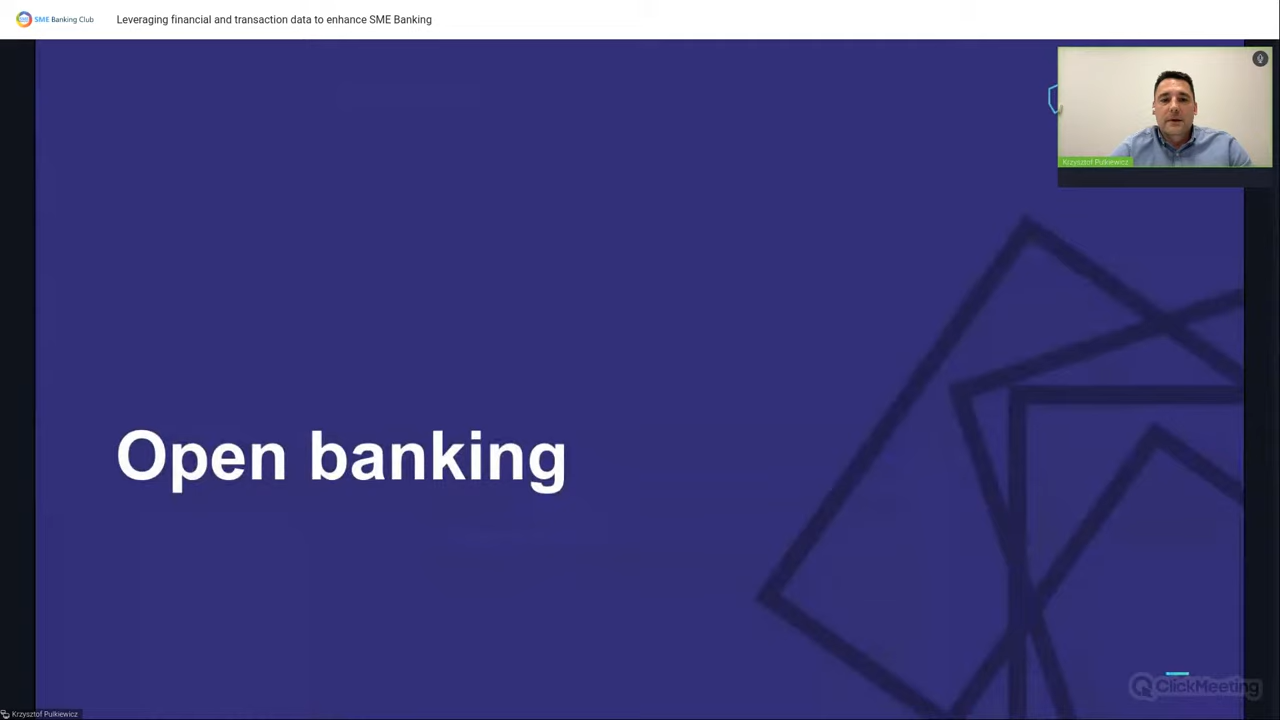 SME Banking Club
Leveraging financial and transaction data to enhance SME Banking
Krzysztof Pulkiewicz
Open banking
ClickMeeting
Krzysztof Pulkiewicz